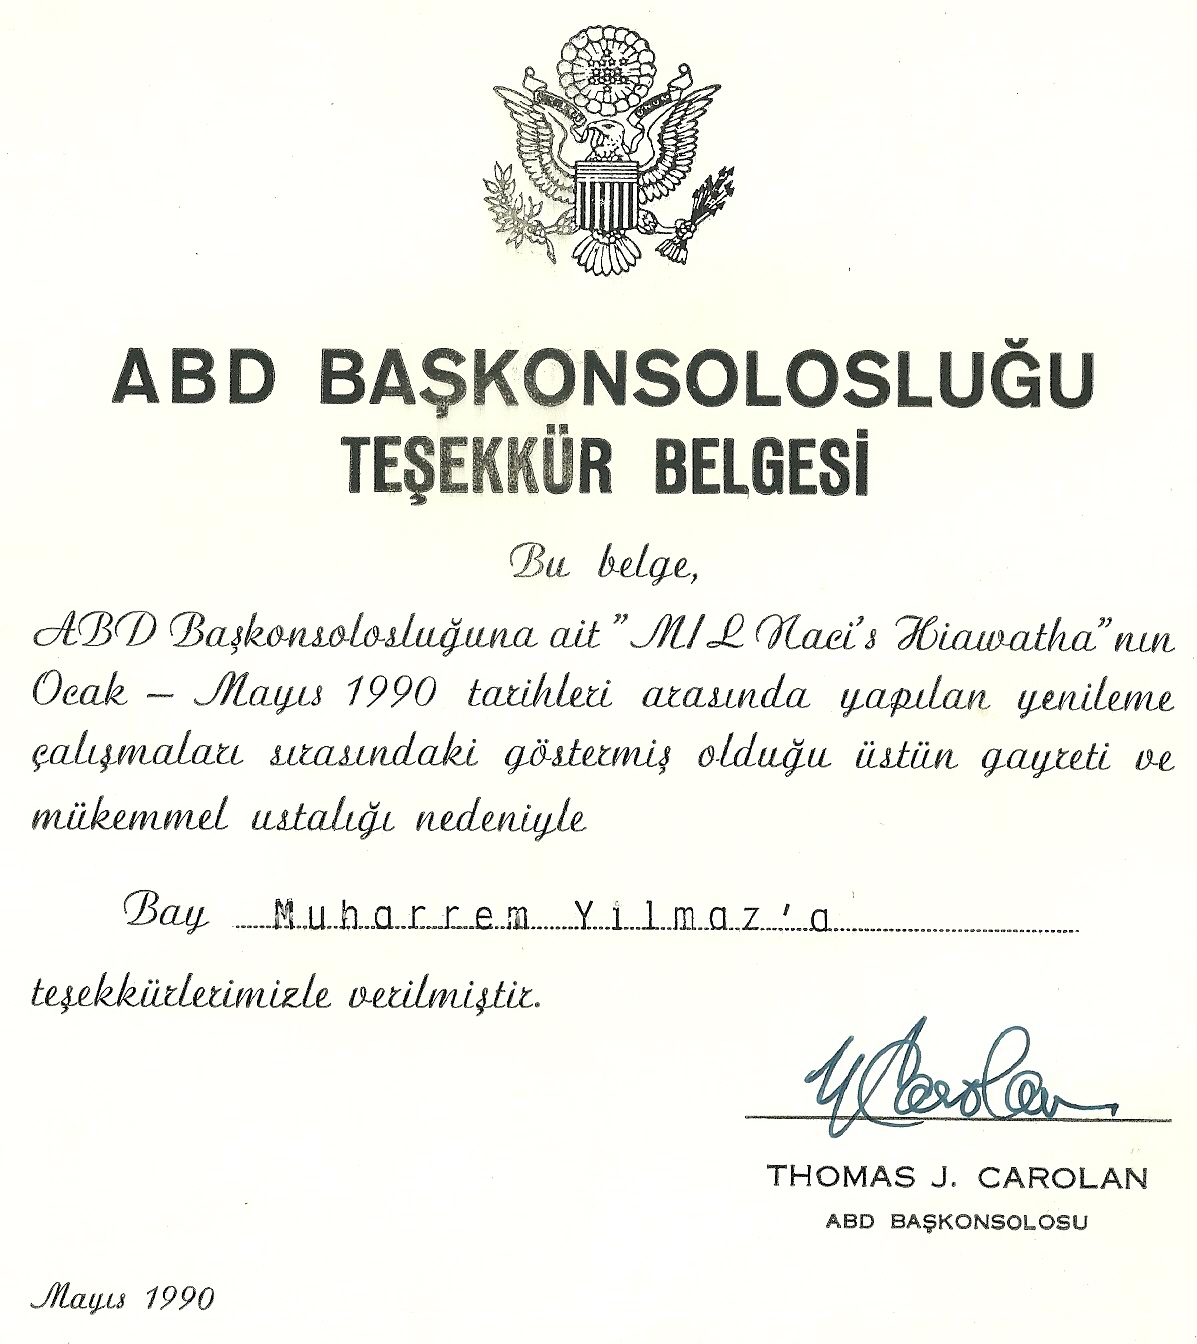 ABD BAŞKONSOLOSLUĞU
TEŞEKKÜR BELGESİ
Bu belge,
ABD Başkonsolosluğuna ait "M/L Naci's Hiawatha"nın
Ocak – Mayıs 1990 tarihleri arasında yapılan yenileme
çalışmaları sırasındaki göstermiş olduğu üstün gayreti ve
mükemmel ustalığı nedeniyle
Bay Muharrem Yilmaz'a
teşekkürlerimizle verilmiştir.
THOMAS J. CAROLAN
ABD BAŞKONSOLOSU
Mayıs 1990